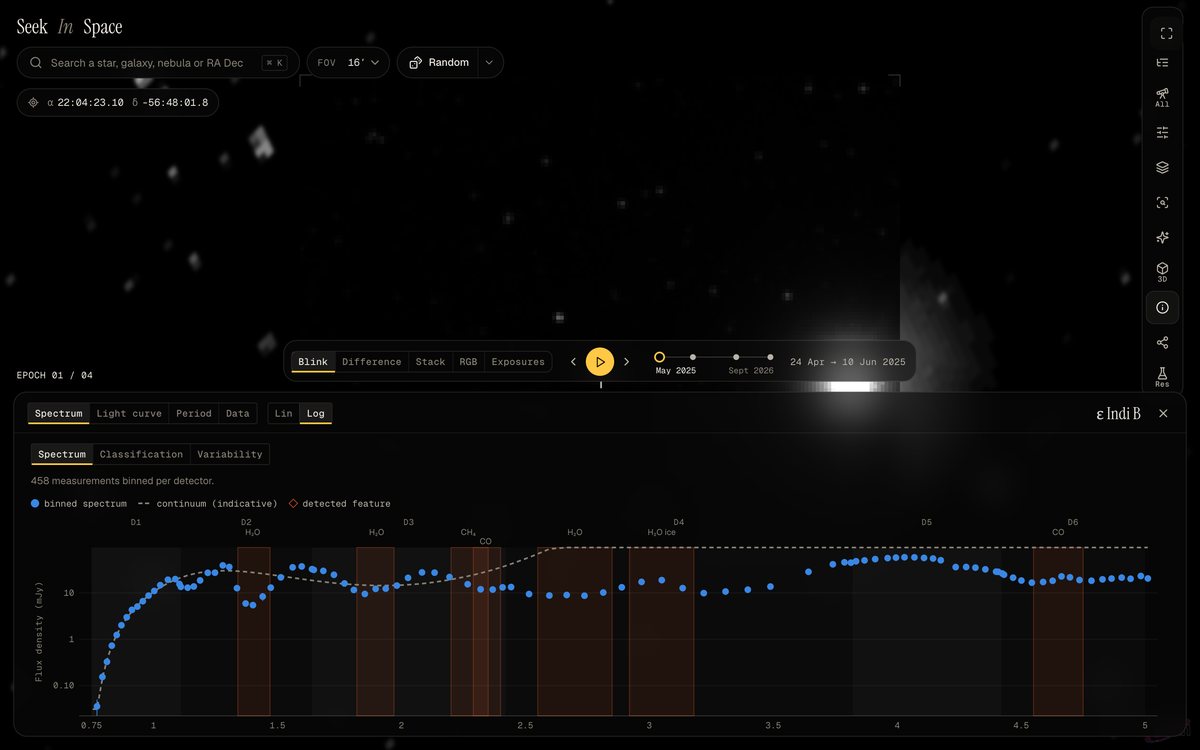 Seek In Space
Search a star, galaxy, nebula or RA Dec ⌘ K
FOV 16′
Random
α 22:04:23.10 δ -56:48:01.8
All
3D
Res
EPOCH 01 / 04
Blink Difference Stack RGB Exposures
May 2025 Sept 2026
24 Apr → 10 Jun 2025
Spectrum Light curve Period Data Lin Log
ε Indi B
Spectrum Classification Variability
458 measurements binned per detector.
binned spectrum continuum (indicative) detected feature
D1 D2 D3 D4 D5 D6
H₂O H₂O CH₄ CO H₂O H₂O ice CO
Flux density (mJy)
10
1
0.10
0.75 1 1.5 2 2.5 3 3.5 4 4.5 5